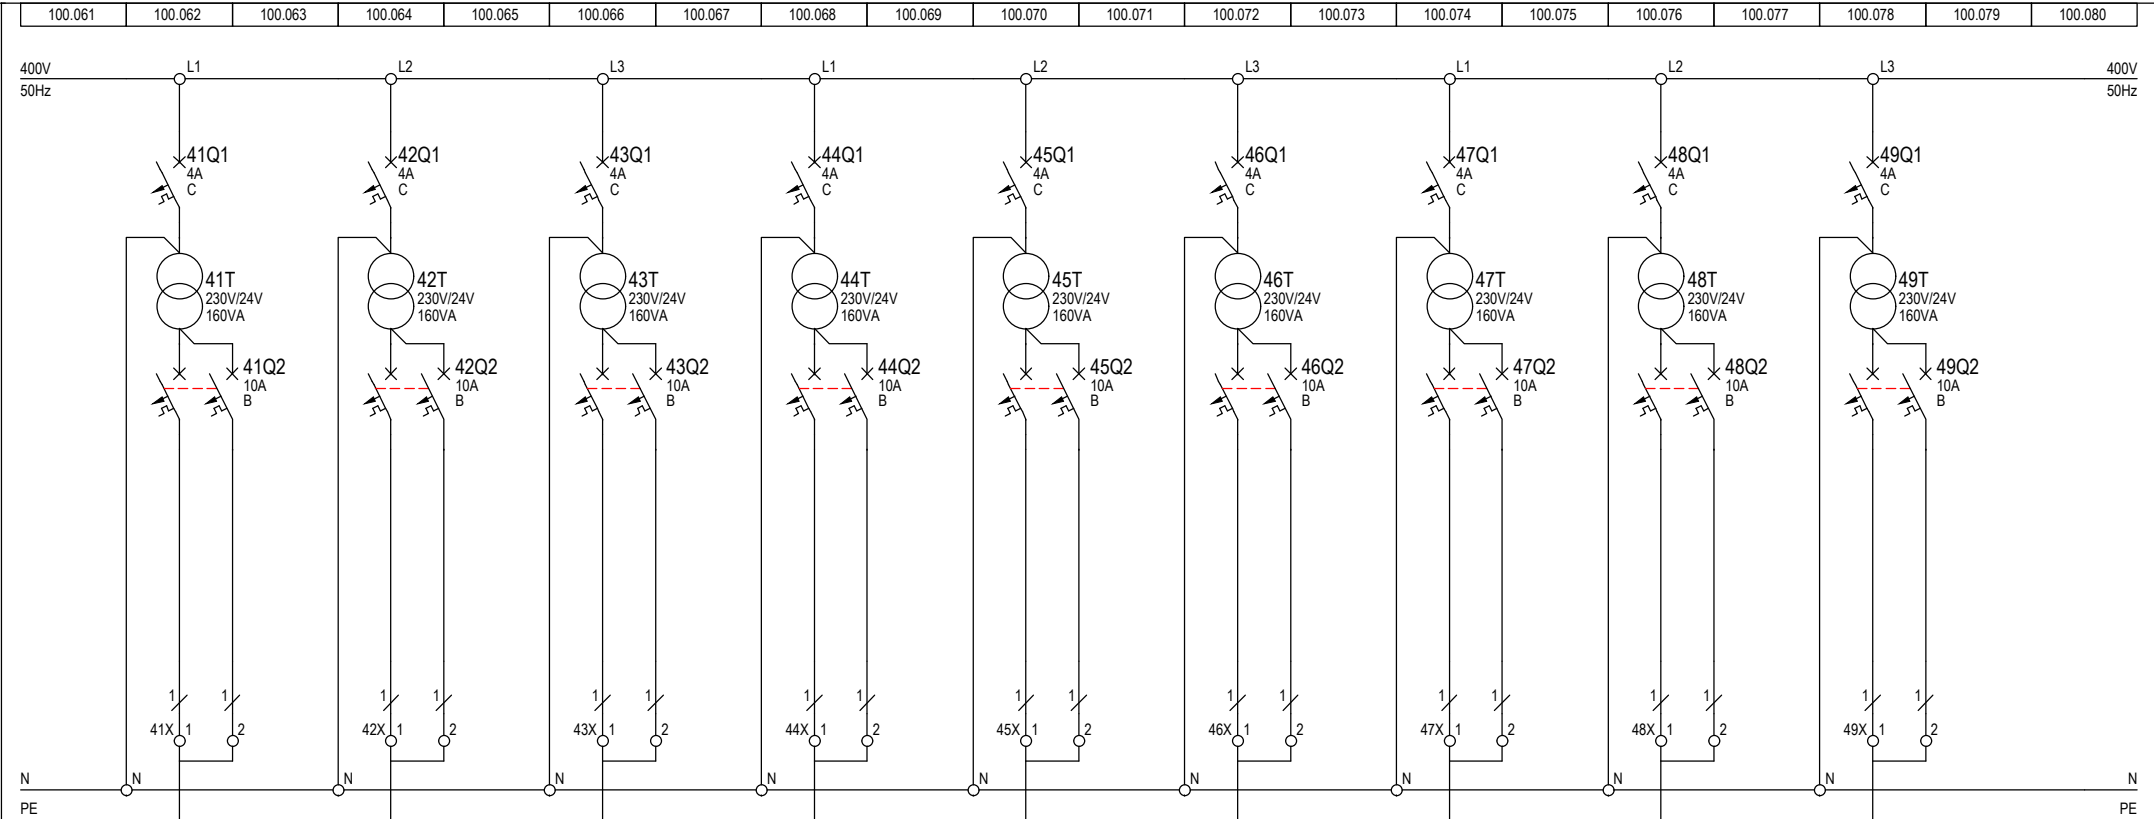 100.061 100.062 100.063 100.064 100.065 100.066 100.067 100.068 100.069 100.070 100.071 100.072 100.073 100.074 100.075 100.076 100.077 100.078 100.079 100.080
400V L1 L2 L3 L1 L2 L3 L1 L2 L3 400V
50Hz 50Hz
41Q1 42Q1 43Q1 44Q1 45Q1 46Q1 47Q1 48Q1 49Q1
4A 4A 4A 4A 4A 4A 4A 4A 4A
C C C C C C C C C
41T 42T 43T 44T 45T 46T 47T 48T 49T
230V/24V 230V/24V 230V/24V 230V/24V 230V/24V 230V/24V 230V/24V 230V/24V 230V/24V
160VA 160VA 160VA 160VA 160VA 160VA 160VA 160VA 160VA
41Q2 42Q2 43Q2 44Q2 45Q2 46Q2 47Q2 48Q2 49Q2
10A 10A 10A 10A 10A 10A 10A 10A 10A
B B B B B B B B B
1 1 1 1 1 1 1 1 1 1 1 1 1 1 1 1 1 1
41X 1 2 42X 1 2 43X 1 2 44X 1 2 45X 1 2 46X 1 2 47X 1 2 48X 1 2 49X 1 2
N N N N N N N N N N N
PE PE